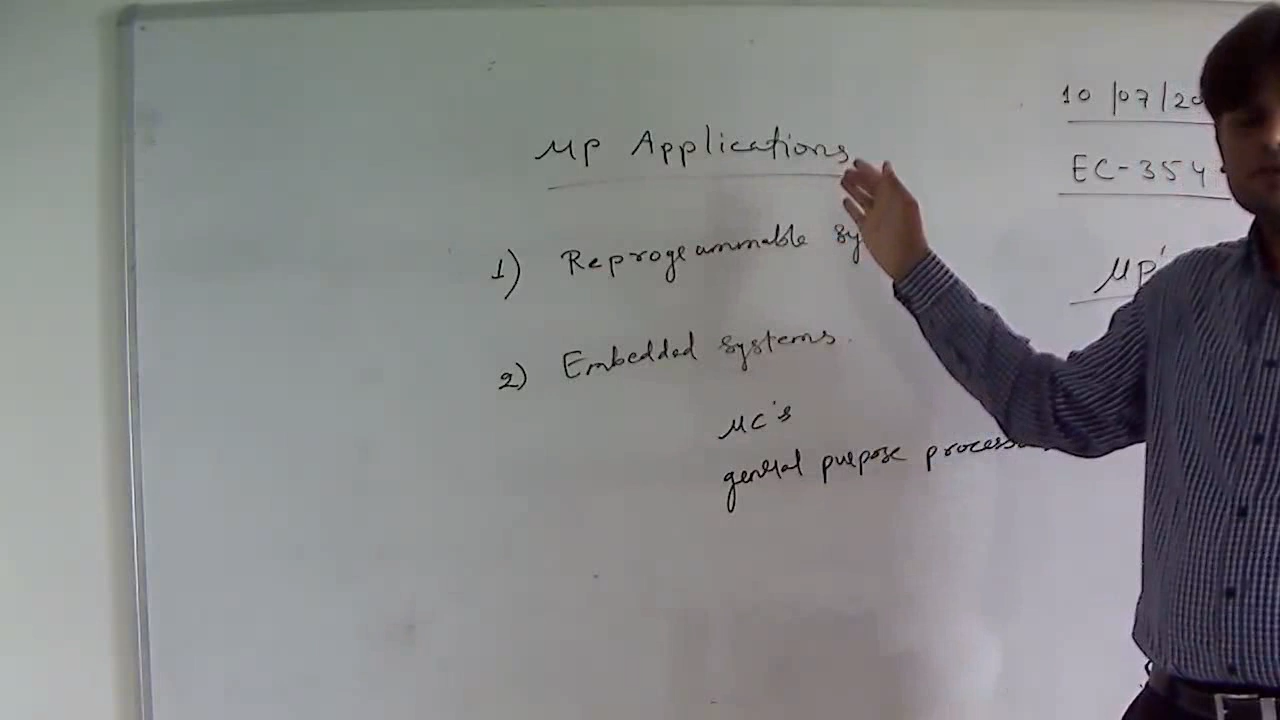 µP Applications
1) Reprogrammable sy
2) Embedded systems.
µC's
general purpose process
10/07/20
EC-354
µP'